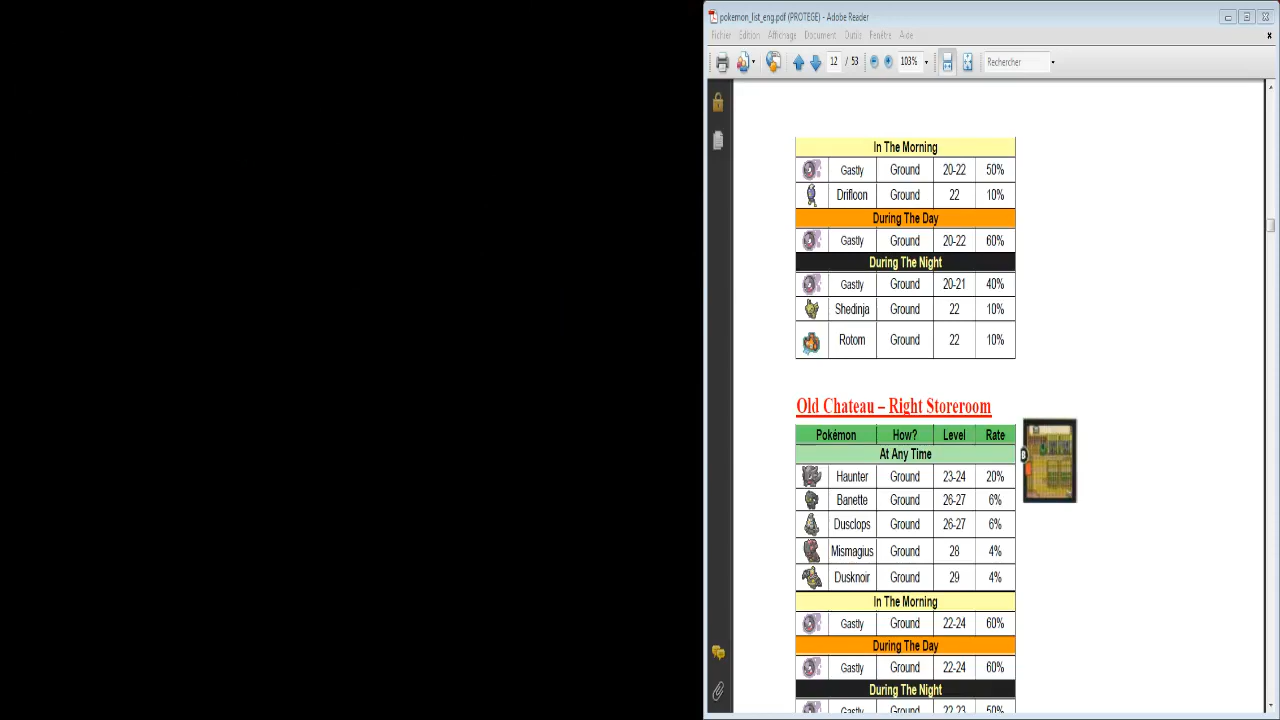 pokemon_list_eng.pdf (PROTEGE) - Adobe Reader
Fichier Edition Affichage Document Outils Fenêtre Aide
12 / 53 103% Rechercher
In The Morning
Gastly Ground 20-22 50%
Drifloon Ground 22 10%
During The Day
Gastly Ground 20-22 60%
During The Night
Gastly Ground 20-21 40%
Shedinja Ground 22 10%
Rotom Ground 22 10%
Old Chateau – Right Storeroom
Pokémon How? Level Rate
At Any Time
Haunter Ground 23-24 20%
B
Banette Ground 26-27 6%
Dusclops Ground 26-27 6%
Mismagius Ground 28 4%
Dusknoir Ground 29 4%
In The Morning
Gastly Ground 22-24 60%
During The Day
Gastly Ground 22-24 60%
During The Night
Gastly Ground 22-23 50%